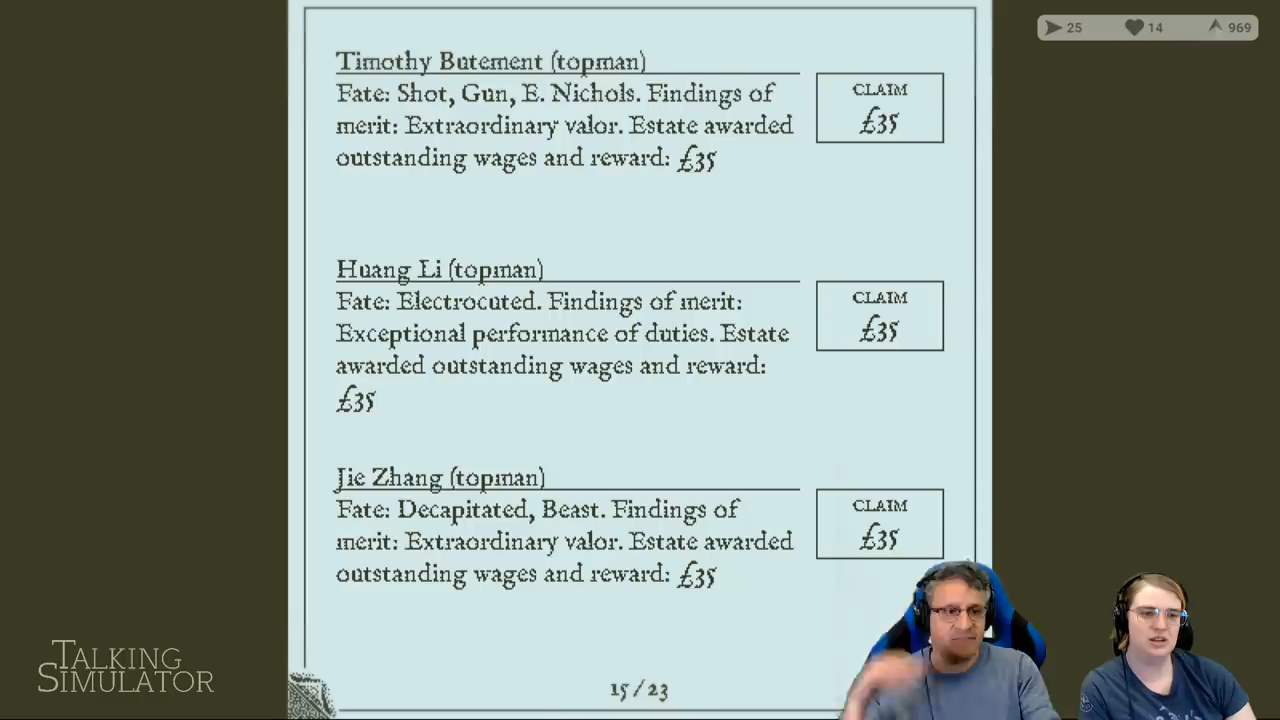 25 14 969
Timothy Butement (topman)
Fate: Shot, Gun, E. Nichols. Findings of
merit: Extraordinary valor. Estate awarded
outstanding wages and reward: £35
CLAIM
£35
Huang Li (topman)
Fate: Electrocuted. Findings of merit:
Exceptional performance of duties. Estate
awarded outstanding wages and reward:
£35
CLAIM
£35
Jie Zhang (topman)
Fate: Decapitated, Beast. Findings of
merit: Extraordinary valor. Estate awarded
outstanding wages and reward: £35
CLAIM
£35
TALKING
SIMULATOR
15/23